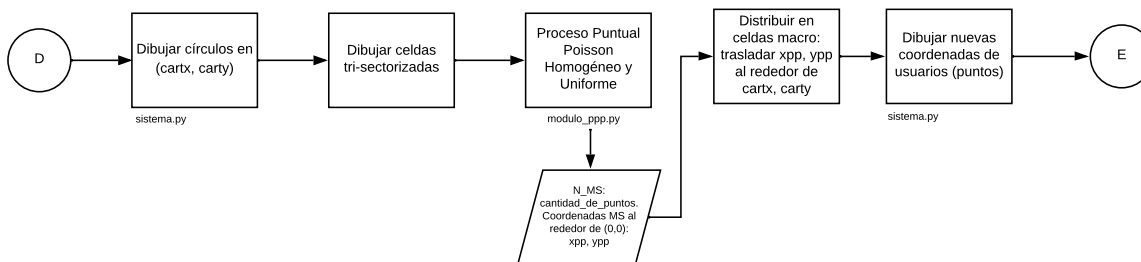 D
Dibujar círculos en
(cartx, carty)
sistema.py
Dibujar celdas
tri-sectorizadas
Proceso Puntual
Poisson
Homogéneo y
Uniforme
modulo_ppp.py
N_MS:
cantidad_de_puntos.
Coordenadas MS al
rededor de (0,0):
xpp, ypp
Distribuir en
celdas macro:
trasladar xpp, ypp
al rededor de
cartx, carty
Dibujar nuevas
coordenadas de
usuarios (puntos)
sistema.py
E